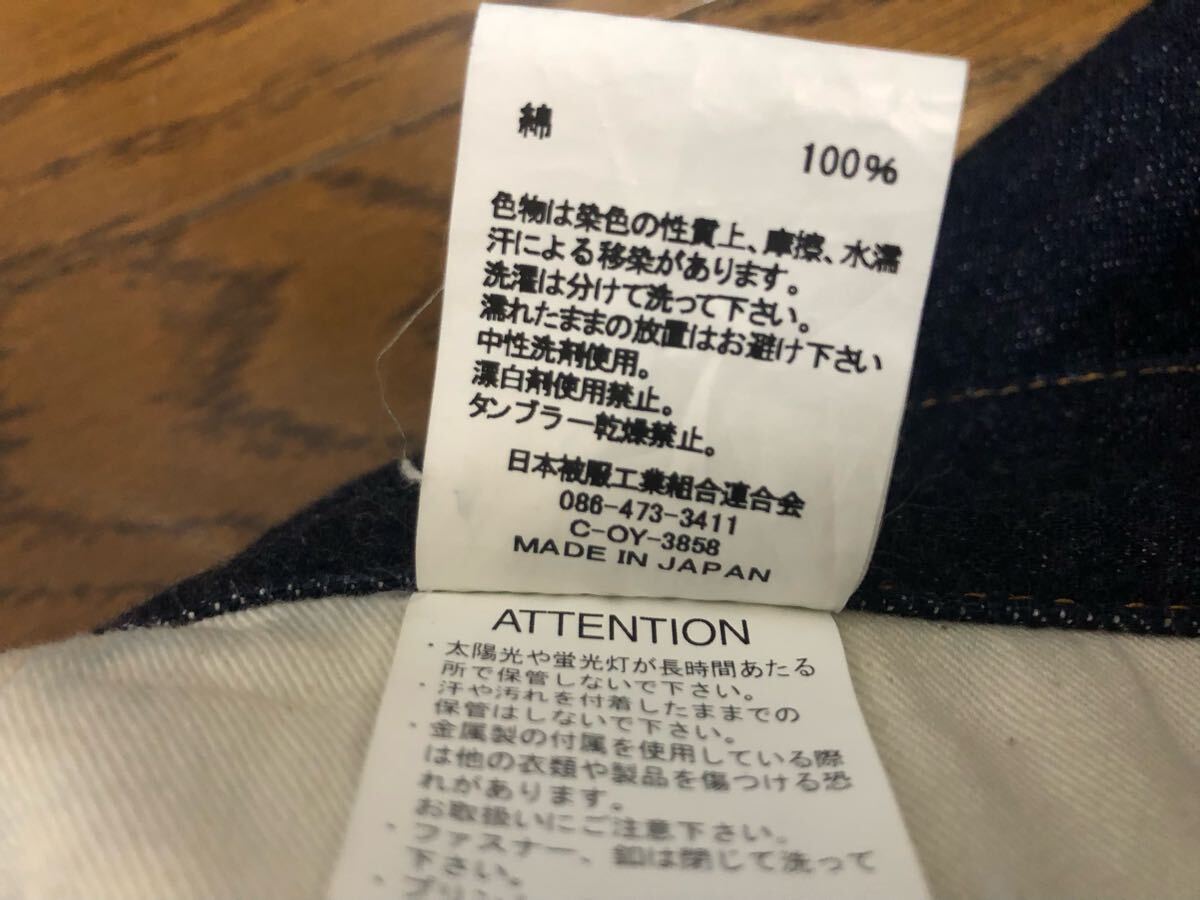 綿
100%
色物は染色の性質上、摩擦、水濡
汗による移染があります。
洗濯は分けて洗って下さい。
濡れたままの放置はお避け下さい
中性洗剤使用。
漂白剤使用禁止。
タンブラー乾燥禁止。
日本被服工業組合連合会
086-473-3411
C-OY-3858
MADE IN JAPAN
ATTENTION
・太陽光や蛍光灯が長時間あたる
所で保管しないで下さい。
・汗や汚れを付着したままでの
保管はしないで下さい。
・金属製の付属を使用している際
は他の衣類や製品を傷つける恐
れがあります。
お取扱いにご注意下さい。
・ファスナー、釦は閉じて洗って
下さい。
・プリント